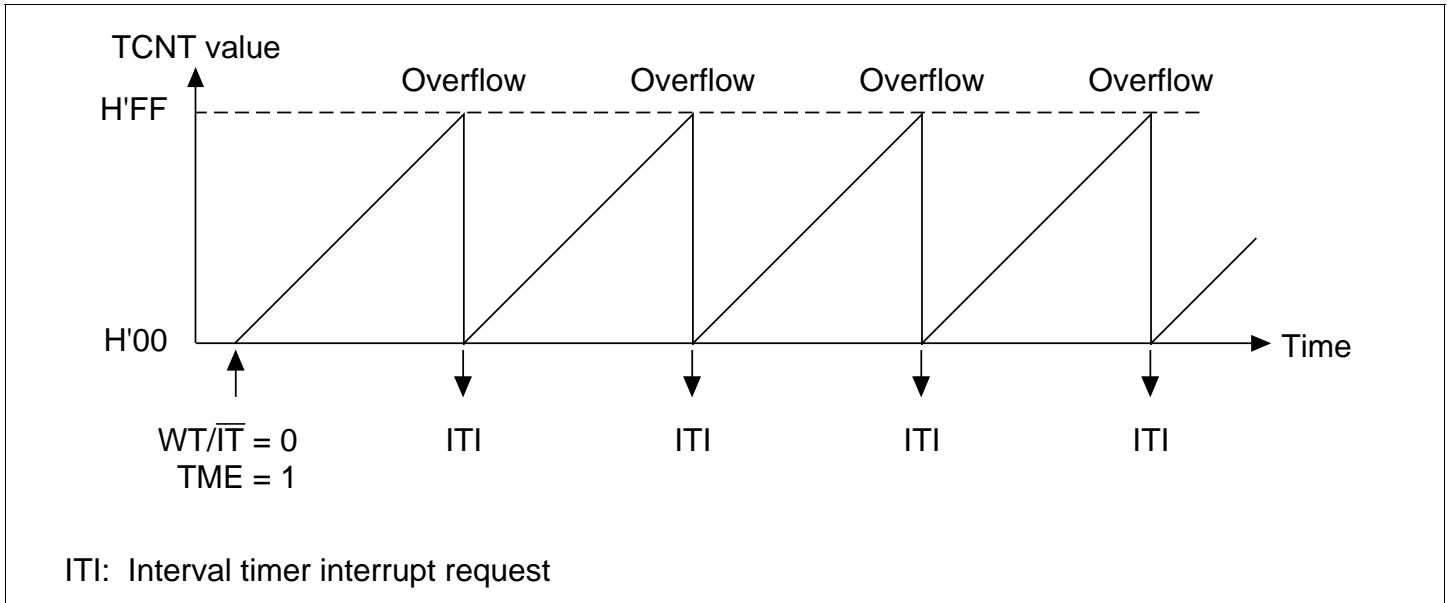 TCNT value
Overflow Overflow Overflow Overflow
H'FF
H'00
Time
WT/I̅T̅ = 0 ITI ITI ITI ITI
TME = 1
ITI: Interval timer interrupt request